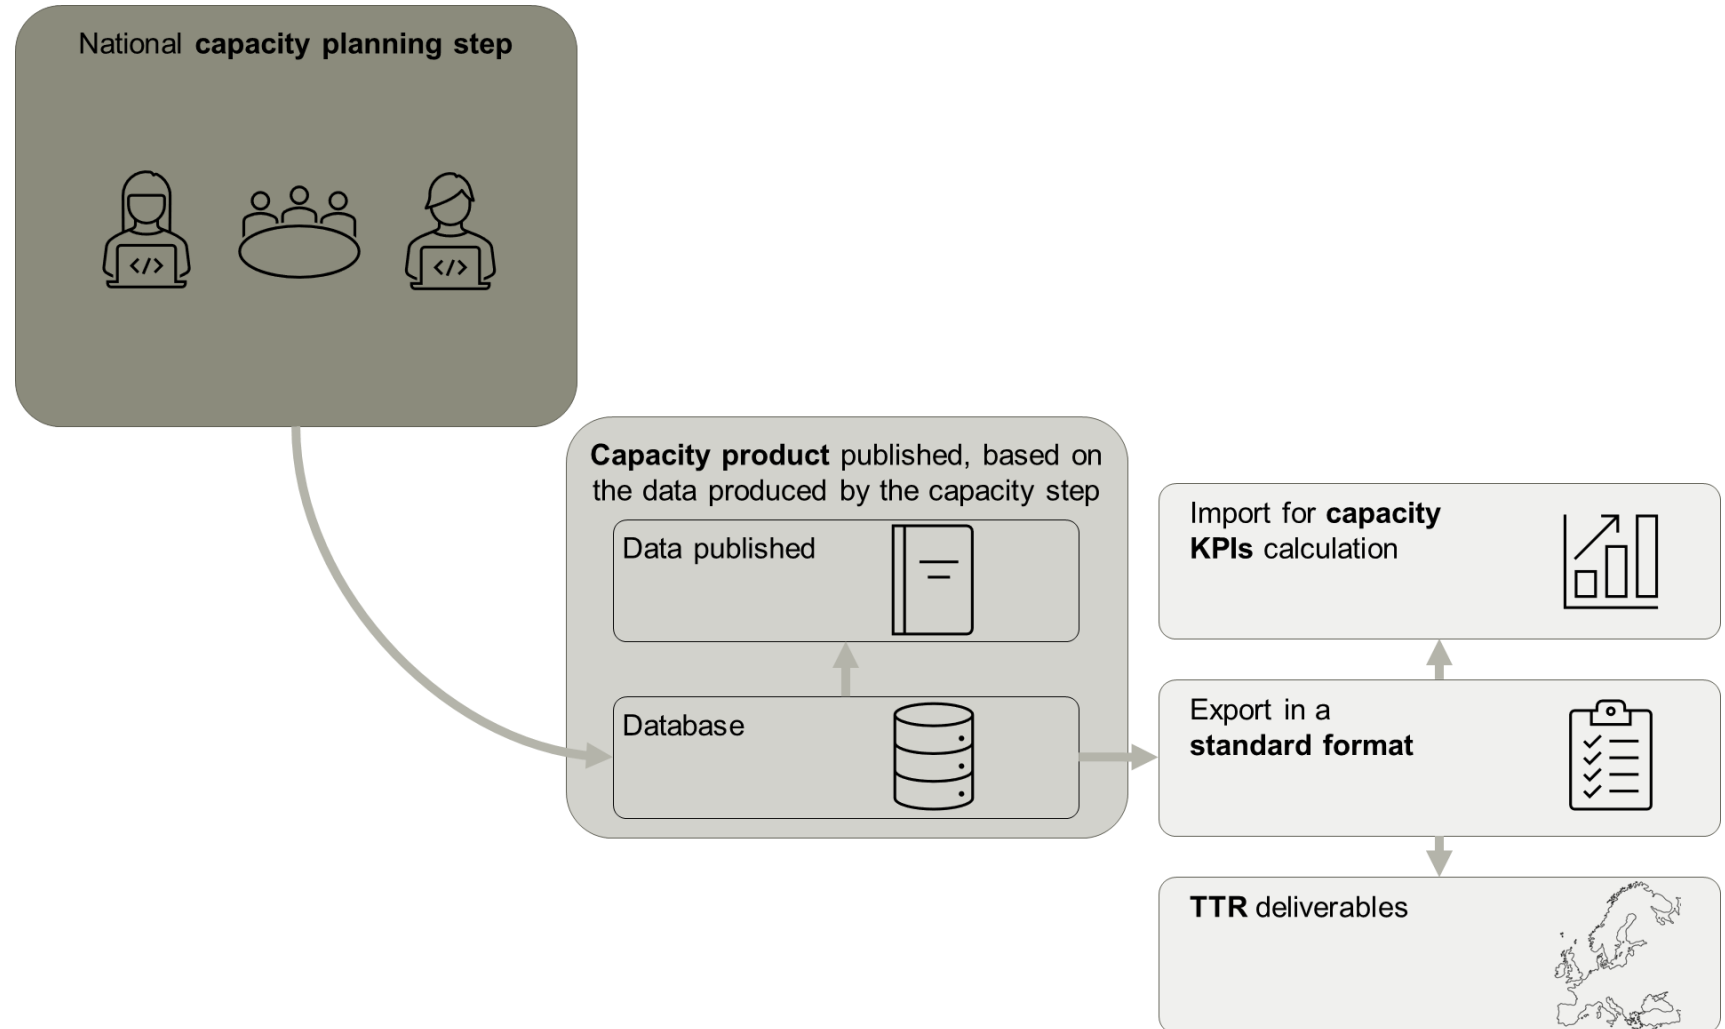 National capacity planning step
Capacity product published, based on
the data produced by the capacity step
Data published
Database
Import for capacity
KPIs calculation
Export in a
standard format
TTR deliverables